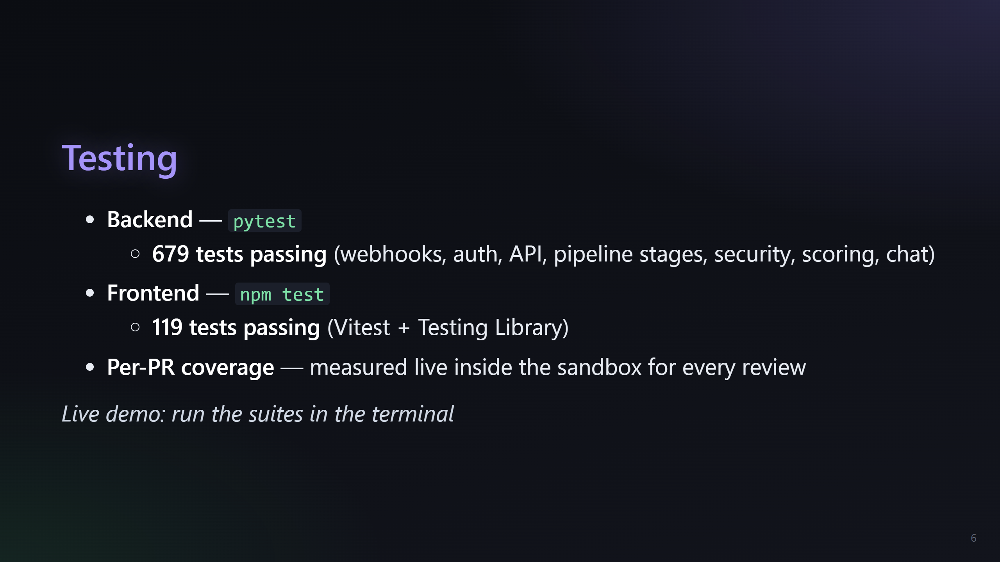 Testing
• Backend — pytest
◦ 679 tests passing (webhooks, auth, API, pipeline stages, security, scoring, chat)
• Frontend — npm test
◦ 119 tests passing (Vitest + Testing Library)
• Per-PR coverage — measured live inside the sandbox for every review
Live demo: run the suites in the terminal
6